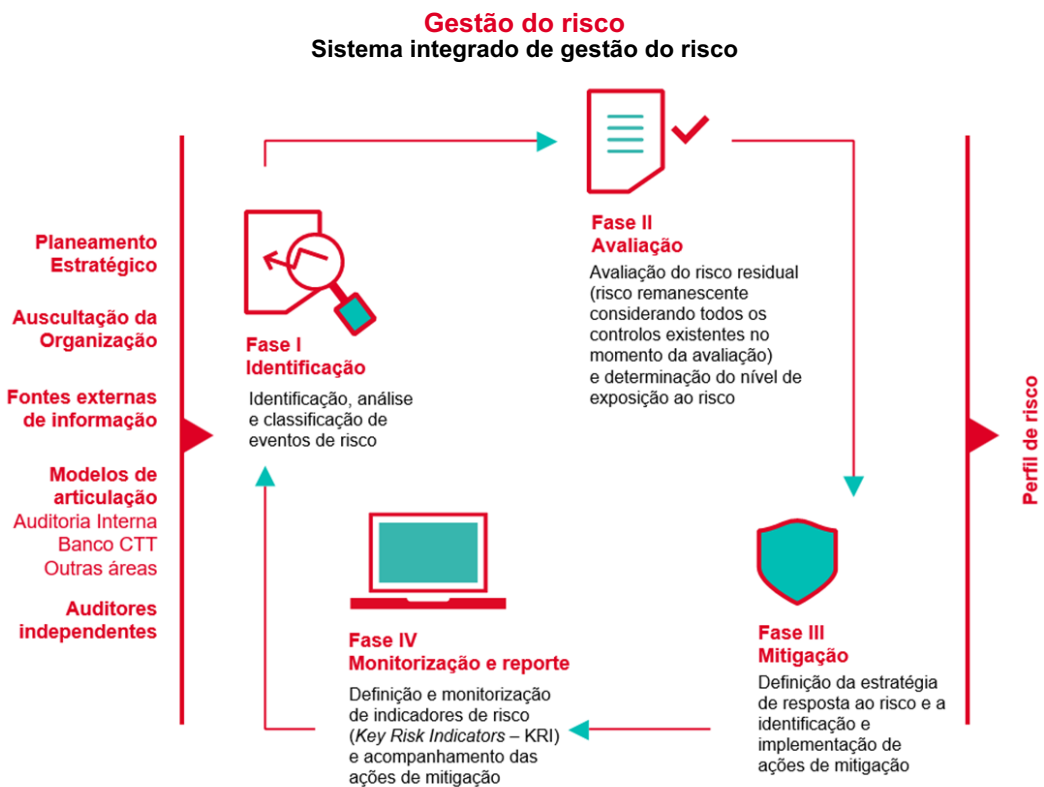 Gestão do risco
Sistema integrado de gestão do risco
Planeamento
Estratégico
Auscultação da
Organização
Fontes externas
de informação
Modelos de
articulação
Auditoria Interna
Banco CTT
Outras áreas
Auditores
independentes
Fase I
Identificação
Identificação, análise
e classificação de
eventos de risco
Fase II
Avaliação
Avaliação do risco residual
(risco remanescente
considerando todos os
controlos existentes no
momento da avaliação)
e determinação do nível de
exposição ao risco
Fase III
Mitigação
Definição da estratégia
de resposta ao risco e a
identificação e
implementação de
ações de mitigação
Fase IV
Monitorização e reporte
Definição e monitorização
de indicadores de risco
(Key Risk Indicators – KRI)
e acompanhamento das
ações de mitigação
Perfil de risco